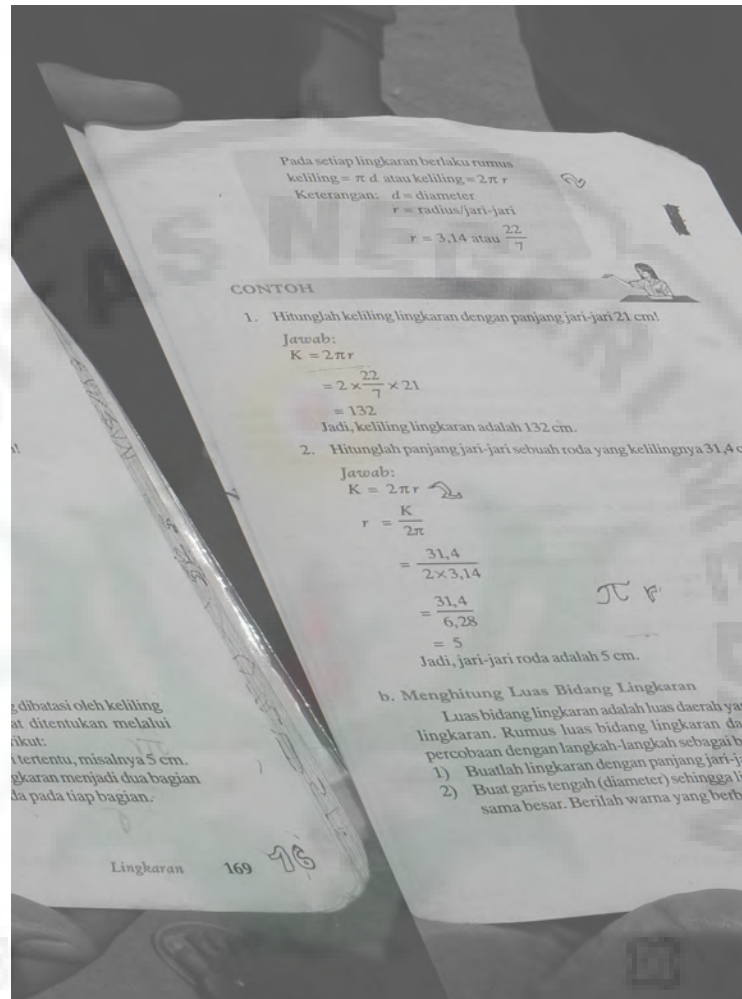 Pada setiap lingkaran berlaku rumus
keliling = π d atau keliling = 2π r
Keterangan: d = diameter
r = radius/jari-jari
r = 3,14 atau 22/7
CONTOH
1. Hitunglah keliling lingkaran dengan panjang jari-jari 21 cm!
Jawab:
K = 2πr
= 2 × 22/7 × 21
= 132
Jadi, keliling lingkaran adalah 132 cm.
2. Hitunglah panjang jari-jari sebuah roda yang kelilingnya 31,4 c
Jawab:
K = 2πr
r = K/2π
= 31,4/2 × 3,14
= 31,4/6,28
= 5
Jadi, jari-jari roda adalah 5 cm.
π r
b. Menghitung Luas Bidang Lingkaran
Luas bidang lingkaran adalah luas daerah ya
lingkaran. Rumus luas bidang lingkaran da
percobaan dengan langkah-langkah sebagai b
1) Buatlah lingkaran dengan panjang jari-j
2) Buat garis tengah (diameter) sehingga li
sama besar. Berilah warna yang berb
g dibatasi oleh keliling
at ditentukan melalui
rikut:
i tertentu, misalnya 5 cm.
gkaran menjadi dua bagian
da pada tiap bagian.
Lingkaran 169